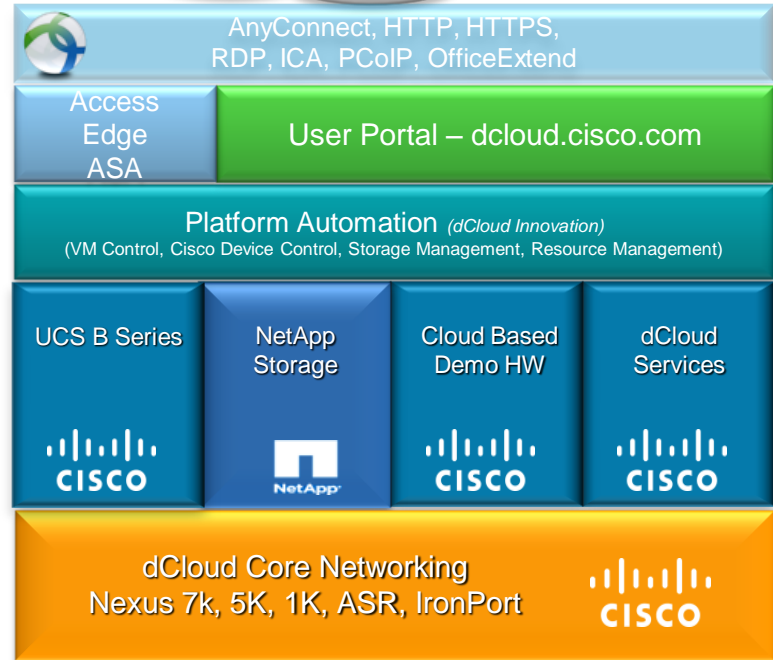 AnyConnect, HTTP, HTTPS,
RDP, ICA, PCoIP, OfficeExtend
Access
Edge
ASA
User Portal – dcloud.cisco.com
Platform Automation (dCloud Innovation)
(VM Control, Cisco Device Control, Storage Management, Resource Management)
UCS B Series
CISCO
NetApp
Storage
NetApp
Cloud Based
Demo HW
CISCO
dCloud
Services
CISCO
dCloud Core Networking
Nexus 7k, 5K, 1K, ASR, IronPort
CISCO